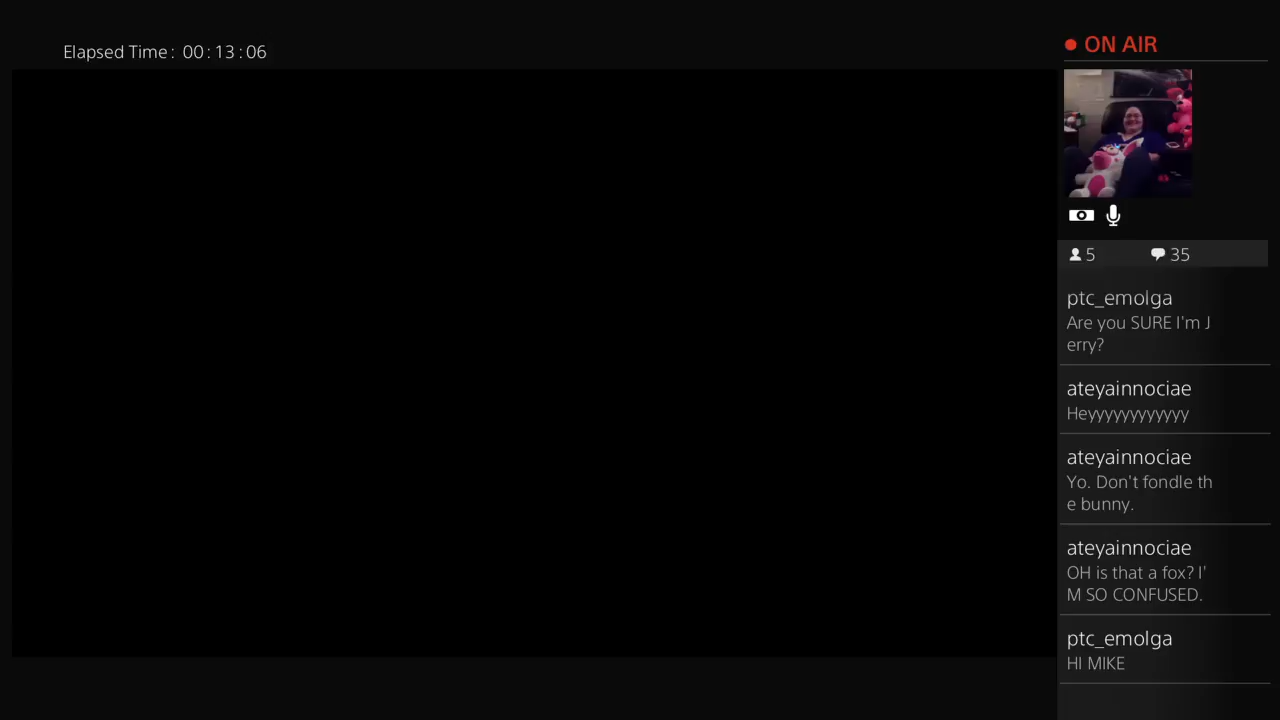 Elapsed Time: 00:13:06
ON AIR
5 35
ptc_emolga
Are you SURE I'm J
erry?
ateyainnociae
Heyyyyyyyyyyyy
ateyainnociae
Yo. Don't fondle th
e bunny.
ateyainnociae
OH is that a fox? I'
M SO CONFUSED.
ptc_emolga
HI MIKE